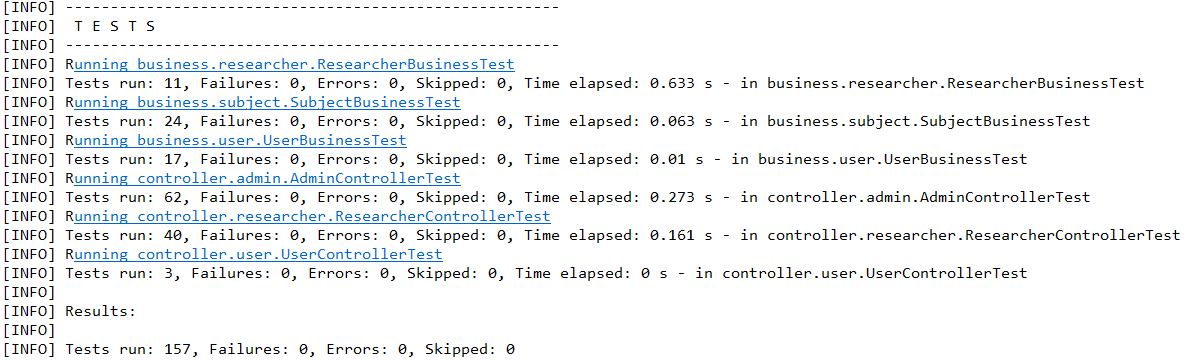 [INFO] -------------------------------------------------------
[INFO]  T E S T S
[INFO] -------------------------------------------------------
[INFO] Running business.researcher.ResearcherBusinessTest
[INFO] Tests run: 11, Failures: 0, Errors: 0, Skipped: 0, Time elapsed: 0.633 s - in business.researcher.ResearcherBusinessTest
[INFO] Running business.subject.SubjectBusinessTest
[INFO] Tests run: 24, Failures: 0, Errors: 0, Skipped: 0, Time elapsed: 0.063 s - in business.subject.SubjectBusinessTest
[INFO] Running business.user.UserBusinessTest
[INFO] Tests run: 17, Failures: 0, Errors: 0, Skipped: 0, Time elapsed: 0.01 s - in business.user.UserBusinessTest
[INFO] Running controller.admin.AdminControllerTest
[INFO] Tests run: 62, Failures: 0, Errors: 0, Skipped: 0, Time elapsed: 0.273 s - in controller.admin.AdminControllerTest
[INFO] Running controller.researcher.ResearcherControllerTest
[INFO] Tests run: 40, Failures: 0, Errors: 0, Skipped: 0, Time elapsed: 0.161 s - in controller.researcher.ResearcherControllerTest
[INFO] Running controller.user.UserControllerTest
[INFO] Tests run: 3, Failures: 0, Errors: 0, Skipped: 0, Time elapsed: 0 s - in controller.user.UserControllerTest
[INFO]
[INFO] Results:
[INFO]
[INFO] Tests run: 157, Failures: 0, Errors: 0, Skipped: 0